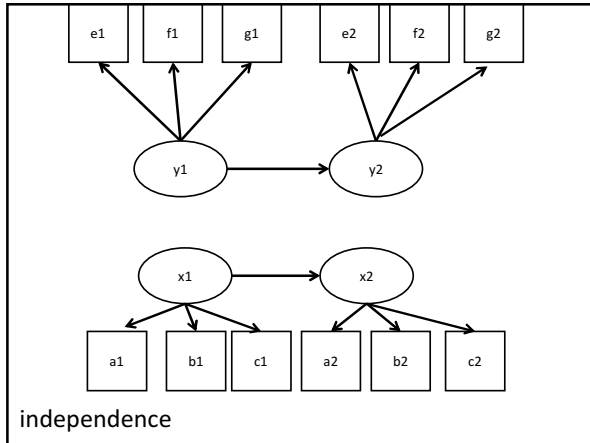 e1 f1 g1 e2 f2 g2
y1 y2
x1 x2
a1 b1 c1 a2 b2 c2
independence